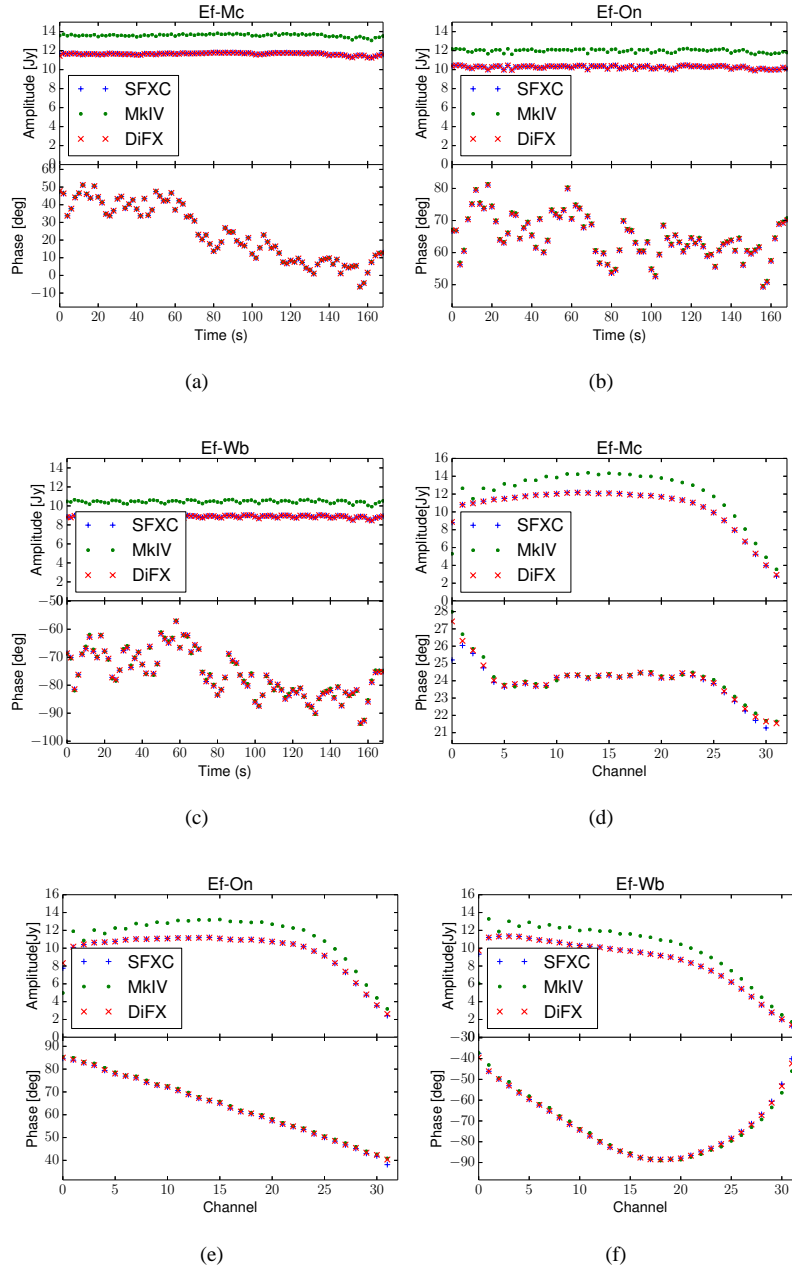 Ef-Mc
Amplitude [Jy]
14
12
10
8
6
4
2
0
SFXC
MkIV
DiFX
Phase [deg]
60
50
40
30
20
10
0
−10
0 20 40 60 80 100 120 140 160
Time (s)
(a)
Ef-On
Amplitude [Jy]
14
12
10
8
6
4
2
0
SFXC
MkIV
DiFX
Phase [deg]
80
70
60
50
0 20 40 60 80 100 120 140 160
Time (s)
(b)
Ef-Wb
Amplitude [Jy]
14
12
10
8
6
4
2
0
SFXC
MkIV
DiFX
Phase [deg]
−50
−60
−70
−80
−90
−100
0 20 40 60 80 100 120 140 160
Time (s)
(c)
Ef-Mc
Amplitude [Jy]
16
14
12
10
8
6
4
2
0
SFXC
MkIV
DiFX
Phase [deg]
28
27
26
25
24
23
22
21
0 5 10 15 20 25 30
Channel
(d)
Ef-On
Amplitude[Jy]
16
14
12
10
8
6
4
2
0
SFXC
MkIV
DiFX
Phase [deg]
90
80
70
60
50
40
0 5 10 15 20 25 30
Channel
(e)
Ef-Wb
Amplitude[Jy]
16
14
12
10
8
6
4
2
0
SFXC
MkIV
DiFX
Phase [deg]
−30
−40
−50
−60
−70
−80
−90
0 5 10 15 20 25 30
Channel
(f)